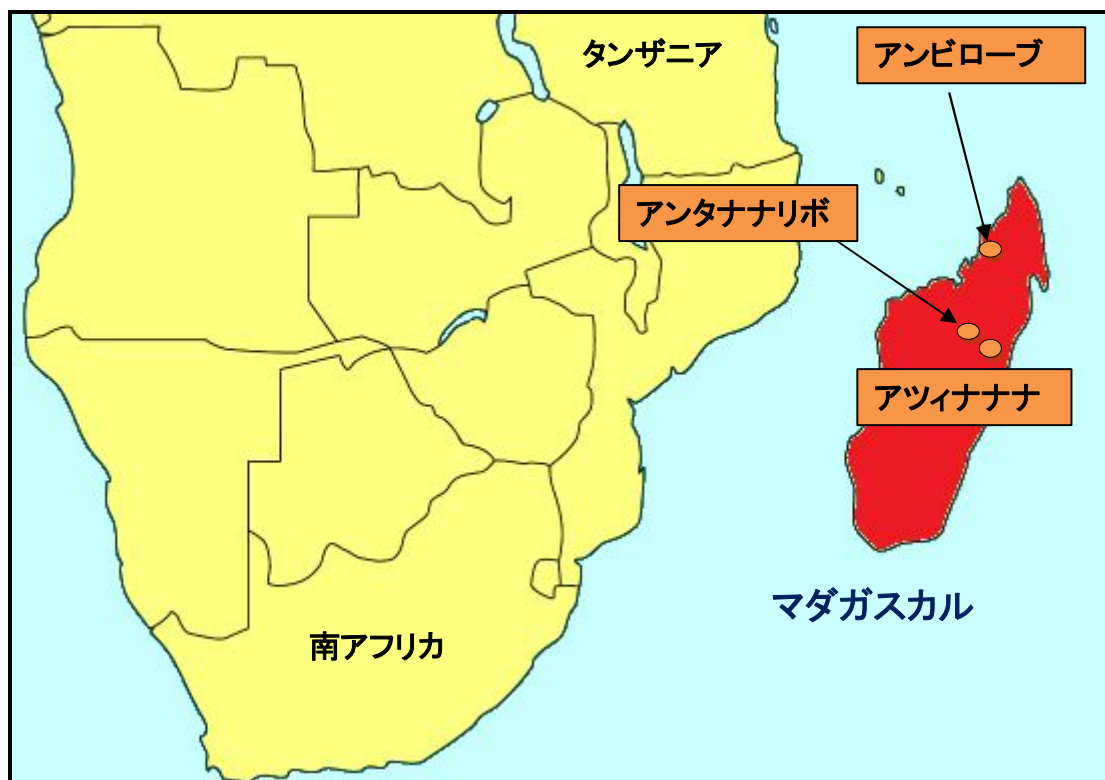 タンザニア
アンビローブ
アンタナナリボ
アツィナナナ
マダガスカル
南アフリカ